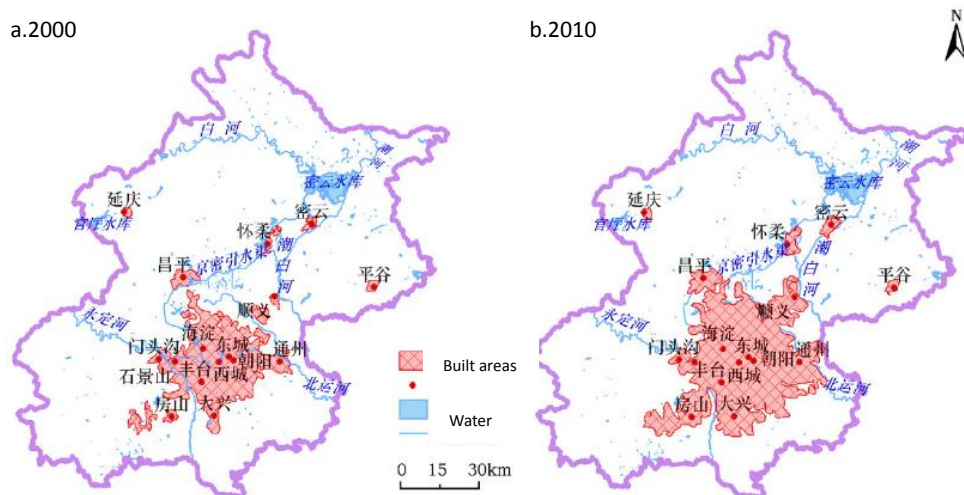 a.2000
b.2010
N
白河
潮河
密云水库
延庆
官厅水库
密云
怀柔
潮白河
京密引水渠
昌平
平谷
顺义
永定河
海淀
门头沟
东城
朝阳
通州
石景山
丰台
西城
北运河
房山
大兴
Built areas
Water
0 15 30km
白河
潮河
密云水库
延庆
官厅水库
密云
怀柔
潮白河
京密引水渠
昌平
平谷
顺义
永定河
海淀
门头沟
东城
朝阳
通州
丰台
西城
北运河
房山
大兴